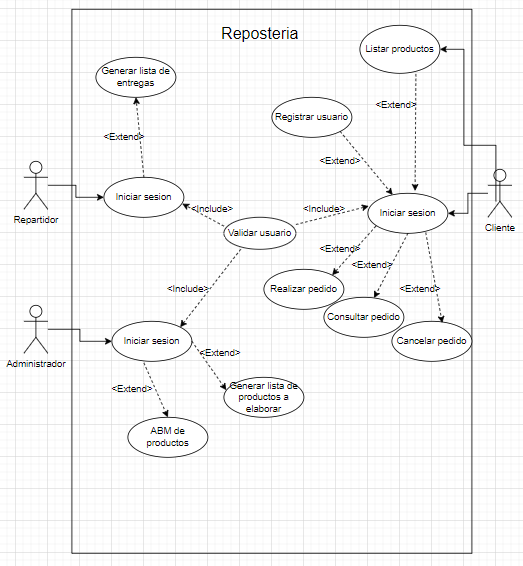 Reposteria
Listar productos
Generar lista de
entregas
<Extend>
Registrar usuario
<Extend>
<Extend>
Repartidor
Iniciar sesion
<Include>
<Include>
Iniciar sesion
Cliente
Validar usuario
<Extend>
<Extend>
<Include>
Realizar pedido
<Extend>
Consultar pedido
Administrador
Iniciar sesion
Cancelar pedido
<Extend>
<Extend>
Generar lista de
productos a
elaborar
ABM de
productos